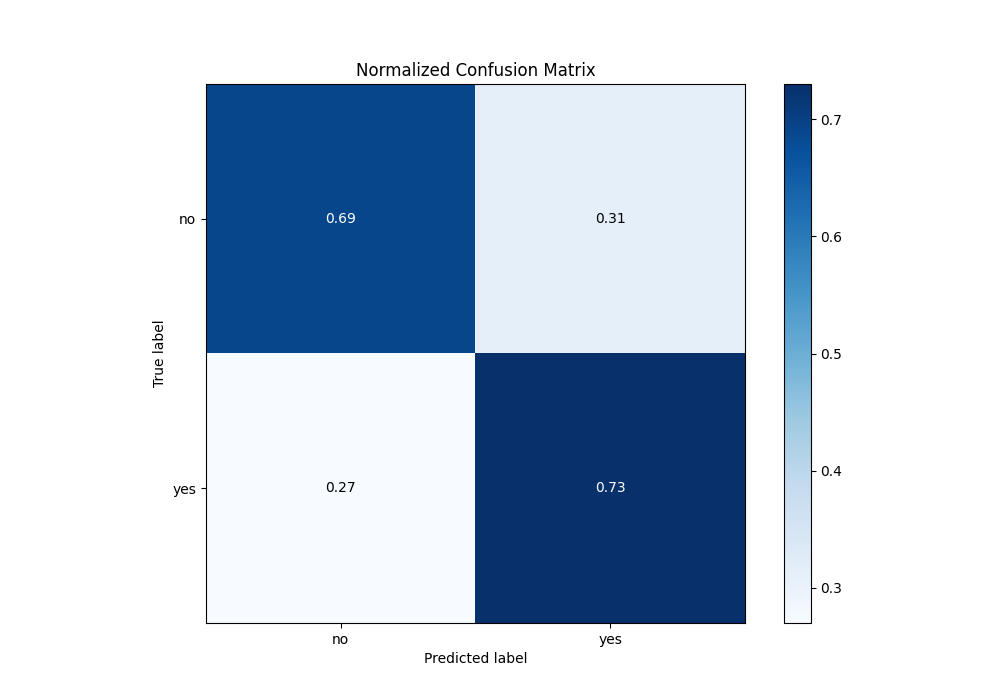 Normalized Confusion Matrix
0.7
0.69
0.31
no
0.6
True label
0.5
0.4
yes
0.27
0.73
0.3
no
yes
Predicted label